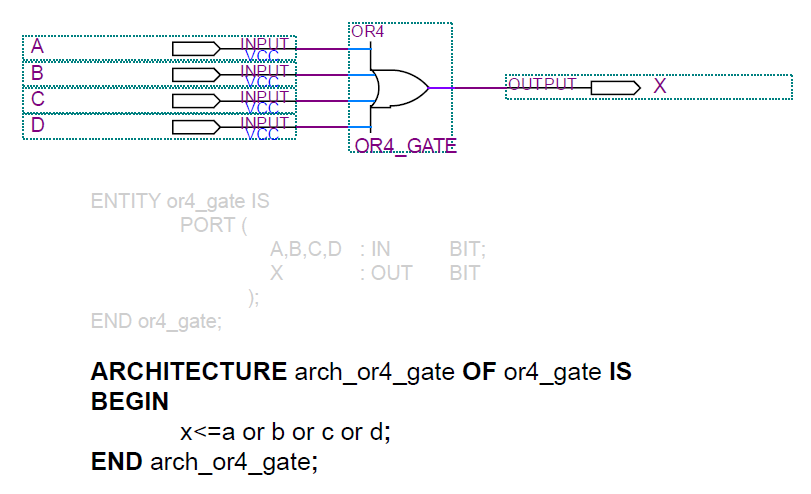 OR4
A INPUT
VCC
B INPUT
VCC
OUTPUT X
C INPUT
VCC
D INPUT
VCC
OR4_GATE
ENTITY or4_gate IS
PORT (
A,B,C,D : IN BIT;
X : OUT BIT
);
END or4_gate;
ARCHITECTURE arch_or4_gate OF or4_gate IS
BEGIN
x<=a or b or c or d;
END arch_or4_gate;